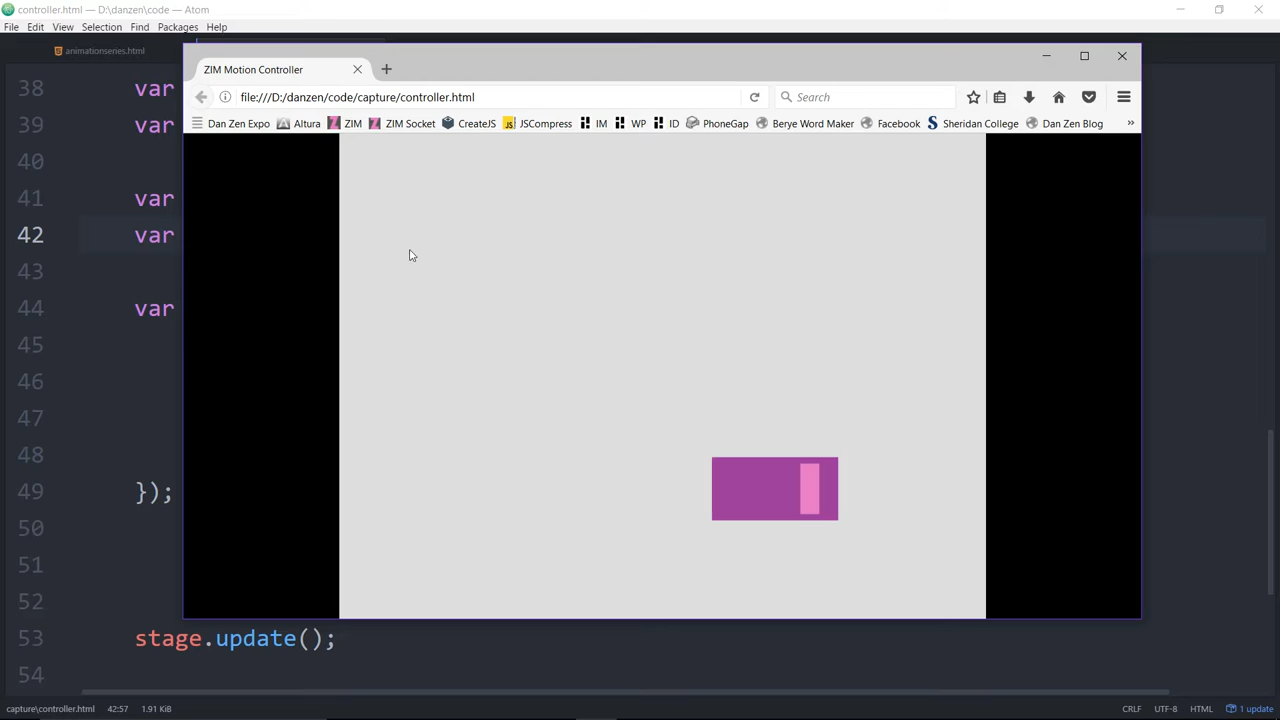 controller.html — D:\danzen\code — Atom
File Edit View Selection Find Packages Help
animationseries.html
ZIM Motion Controller
file:///D:/danzen/code/capture/controller.html
Search
Dan Zen Expo Altura ZIM ZIM Socket CreateJS JSCompress IM WP ID PhoneGap Berye Word Maker Facebook Sheridan College Dan Zen Blog »
38 var
39 var
40
41 var
42 var
43
44 var
45
46
47
48
49 });
50
51
52
53 stage.update();
54
capture\controller.html 42:57 1.91 KiB CRLF UTF-8 HTML 1 update